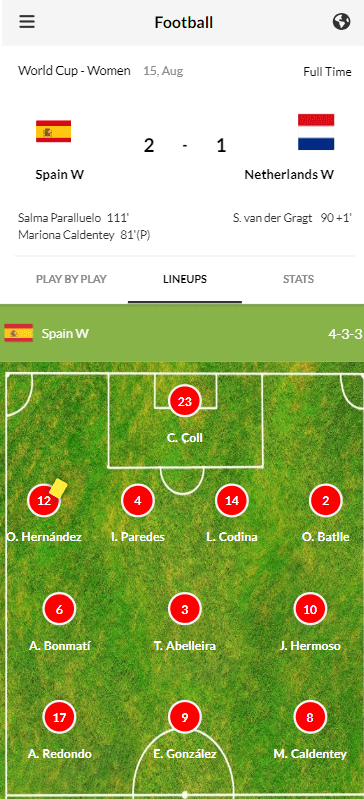 Football
World Cup - Women 15, Aug Full Time
2 - 1
Spain W Netherlands W
Salma Paralluelo 111' S. van der Gragt 90 +1'
Mariona Caldentey 81'(P)
PLAY BY PLAY LINEUPS STATS
Spain W 4-3-3
23
C. Coll
12 4 14 2
O. Hernández I. Paredes L. Codina O. Batlle
6 3 10
A. Bonmatí T. Abelleira J. Hermoso
17 9 8
A. Redondo E. González M. Caldentey